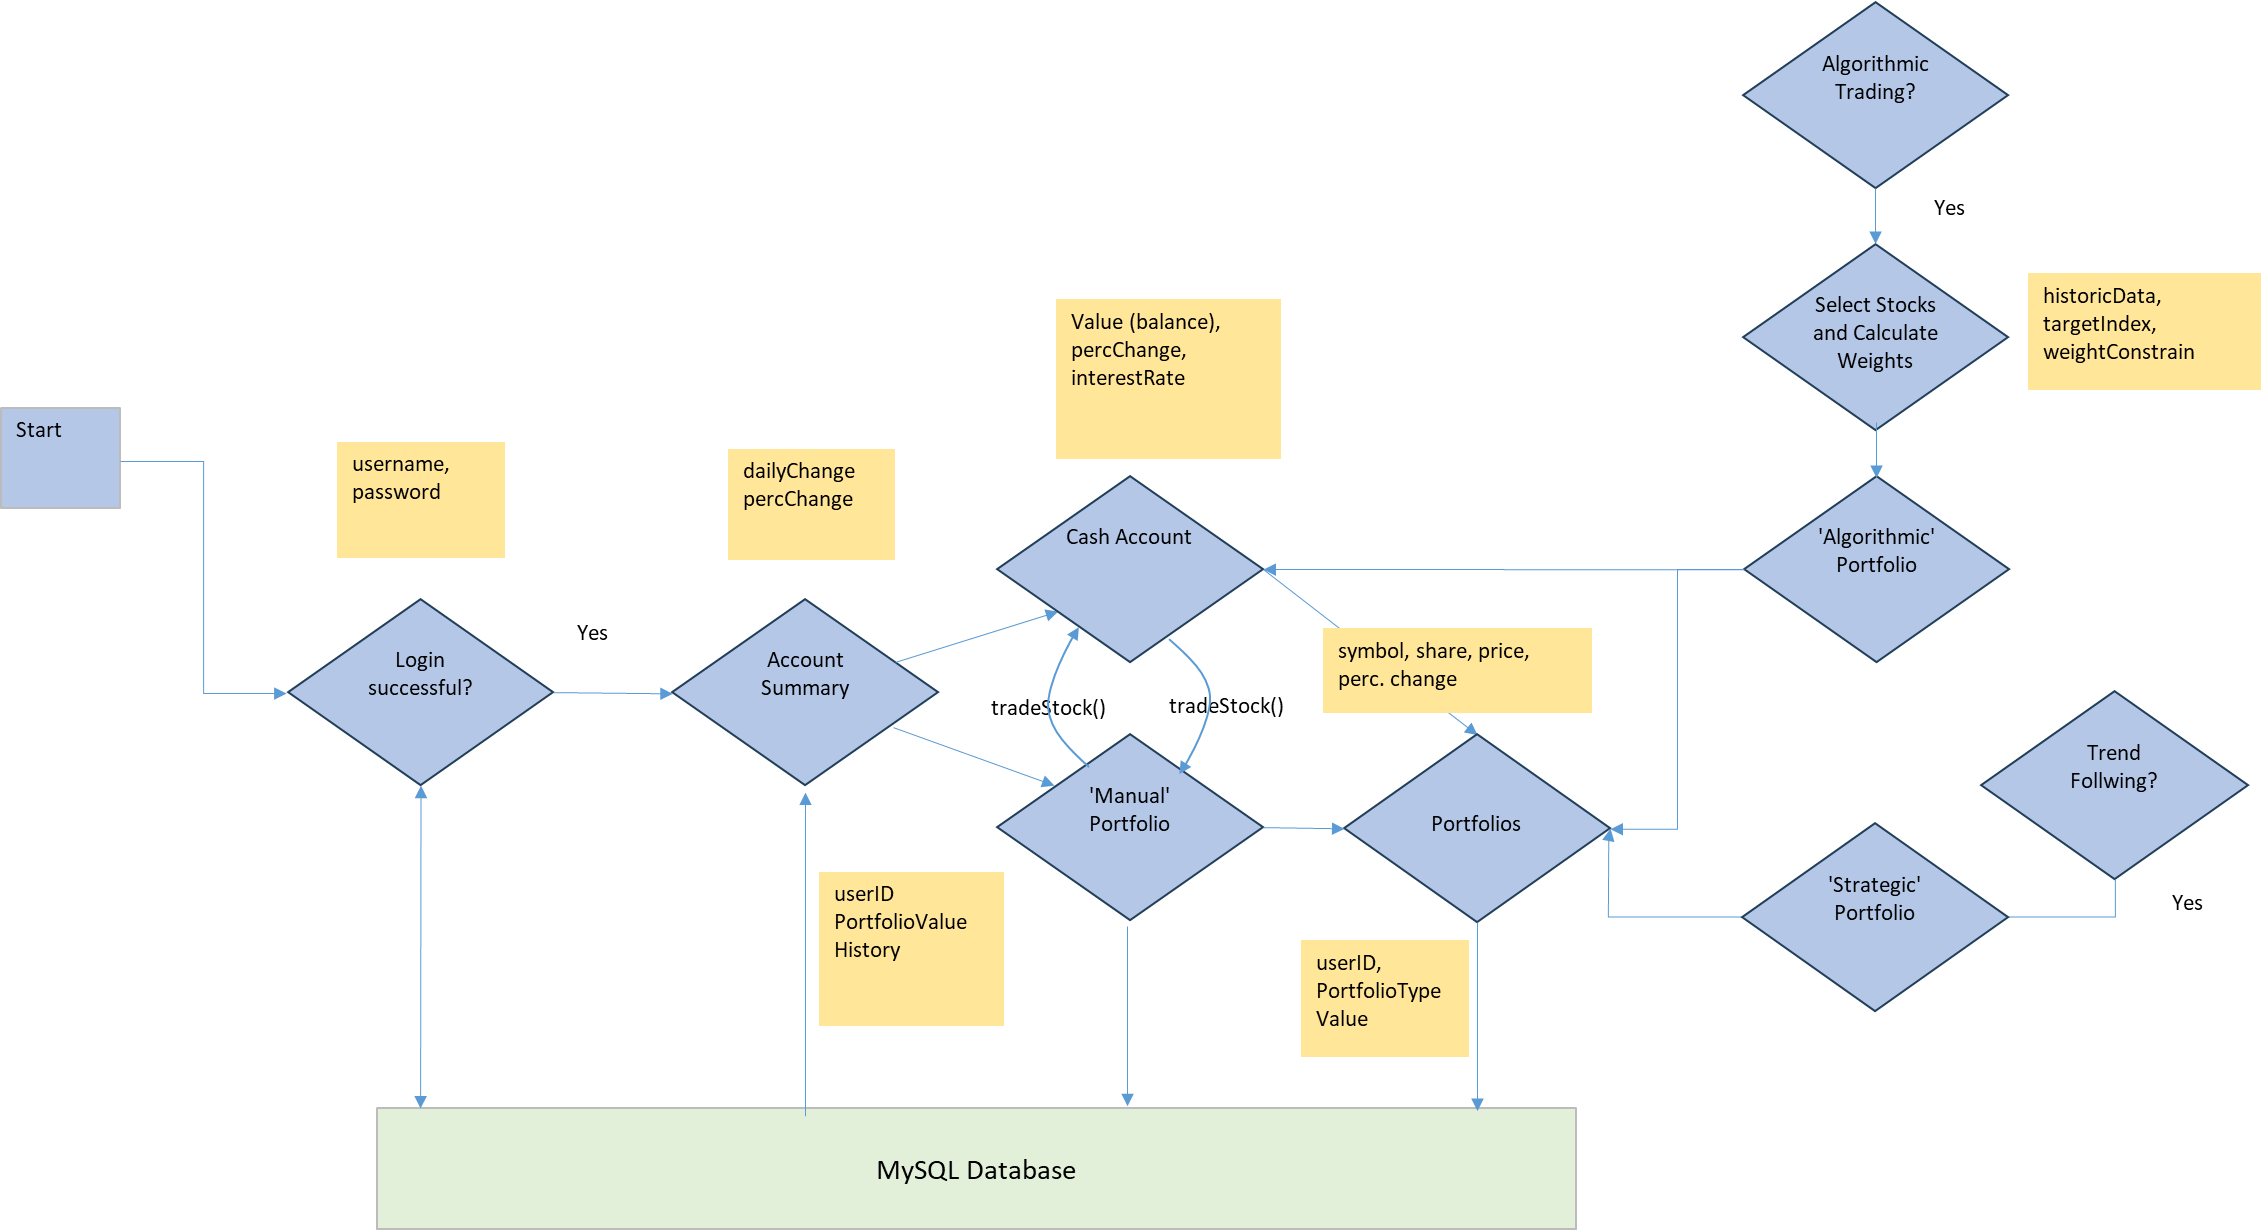 Algorithmic
Trading?
Yes
Select Stocks
and Calculate
Weights
historicData,
targetIndex,
weightConstrain
Value (balance),
percChange,
interestRate
Start
username,
password
dailyChange
percChange
Cash Account
'Algorithmic'
Portfolio
Yes
Login
successful?
Account
Summary
symbol, share, price,
perc. change
tradeStock()
tradeStock()
'Manual'
Portfolio
Portfolios
Trend
Follwing?
'Strategic'
Portfolio
Yes
userID
PortfolioValue
History
userID,
PortfolioType
Value
MySQL Database